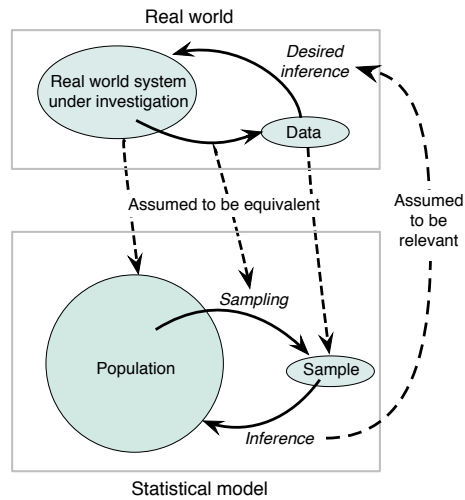 Real world
Desired
inference
Real world system
under investigation
Data
Assumed to be equivalent
Assumed
to be
relevant
Sampling
Population
Sample
Inference
Statistical model